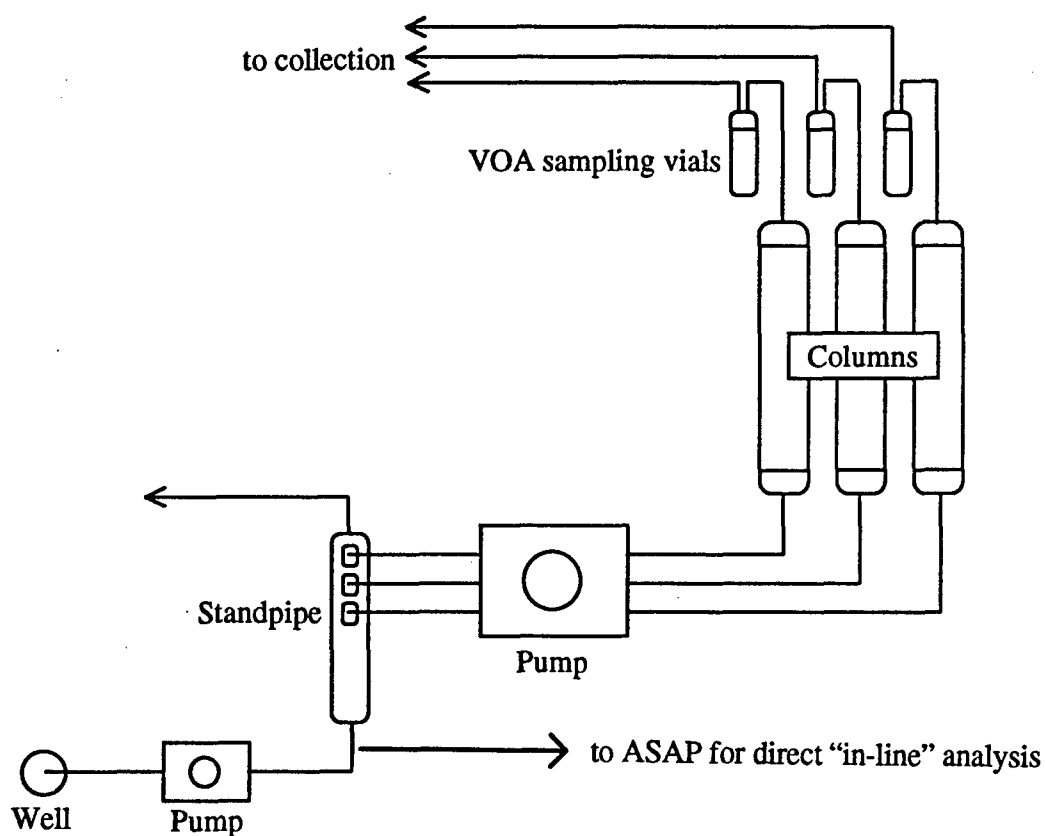 to collection
VOA sampling vials
Columns
Standpipe
Pump
to ASAP for direct “in-line” analysis
Well
Pump